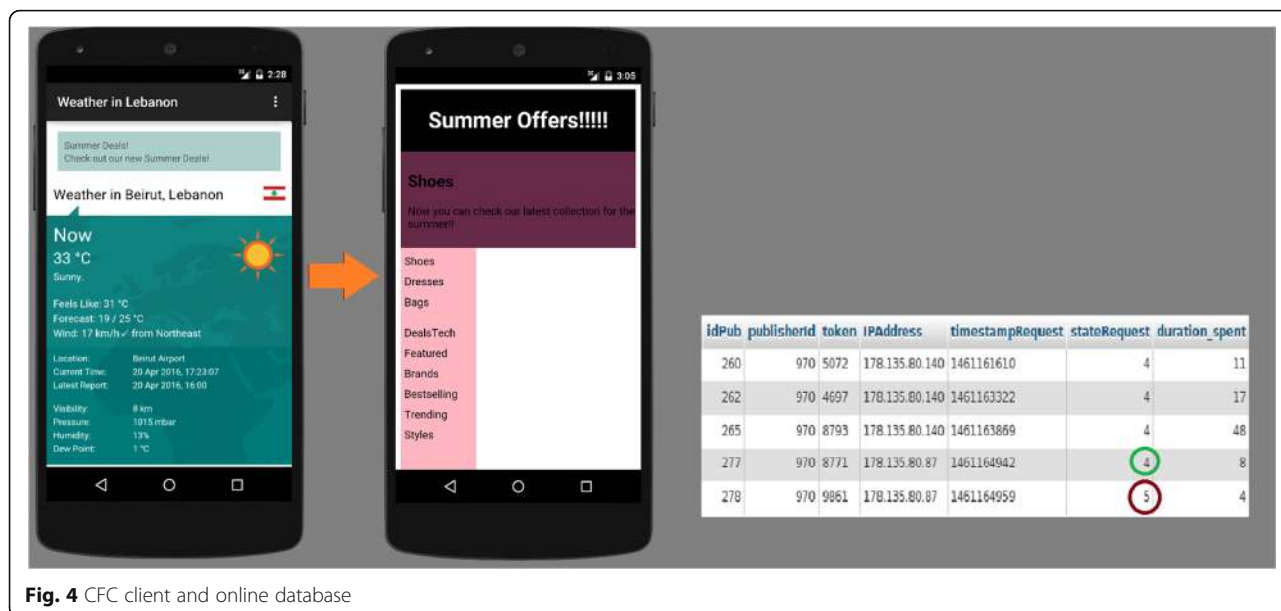 2:28
Weather in Lebanon
Summer Deals!
Check out our new Summer Deals!
Weather in Beirut, Lebanon
Now
33 °C
Sunny.
Feels Like: 31 °C
Forecast: 19 / 25 °C
Wind: 17 km/h from Northeast
Location: Beirut Airport
Current Time: 20 Apr 2016, 17:23:07
Latest Report: 20 Apr 2016, 16:00
Visibility: 8 km
Pressure: 1015 mbar
Humidity: 13%
Dew Point: 1 °C
3:05
Summer Offers!!!!!
Shoes
Now you can check our latest collection for the
summer!!
Shoes
Dresses
Bags
DealsTech
Featured
Brands
Bestselling
Trending
Styles
idPub publisherId token IPAddress timestampRequest stateRequest duration_spent
260 970 5072 178.135.80.140 1461161610 4 11
262 970 4697 178.135.80.140 1461163322 4 17
265 970 8793 178.135.80.140 1461163869 4 48
277 970 8771 178.135.80.87 1461164942 4 8
278 970 9861 178.135.80.87 1461164959 5 4
Fig. 4 CFC client and online database